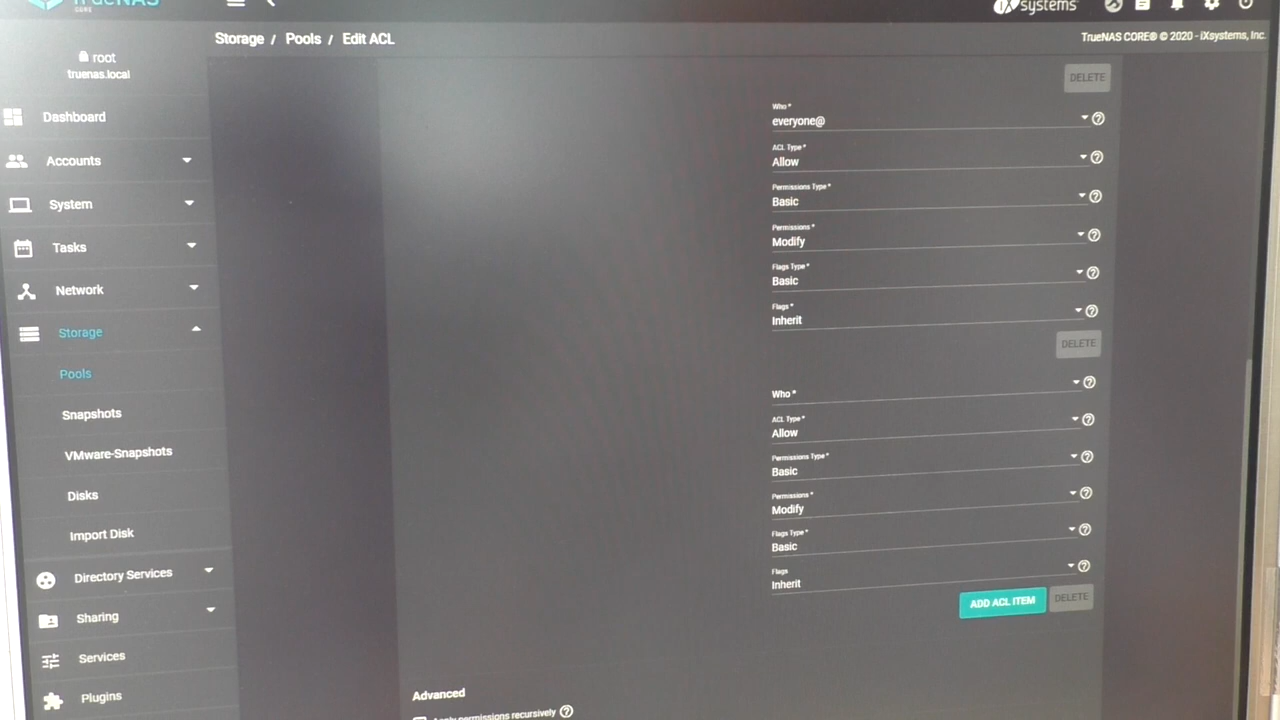 TrueNAS
CORE
iX systems
Storage / Pools / Edit ACL
TrueNAS CORE® © 2020 - iXsystems, Inc.
root
truenas.local
Dashboard
Accounts
System
Tasks
Network
Storage
Pools
Snapshots
VMware-Snapshots
Disks
Import Disk
Directory Services
Sharing
Services
Plugins
DELETE
Who *
everyone@
ACL Type *
Allow
Permissions Type *
Basic
Permissions *
Modify
Flags Type *
Basic
Flags *
Inherit
DELETE
Who *
ACL Type *
Allow
Permissions Type *
Basic
Permissions *
Modify
Flags Type *
Basic
Flags
Inherit
ADD ACL ITEM
DELETE
Advanced
Apply permissions recursively